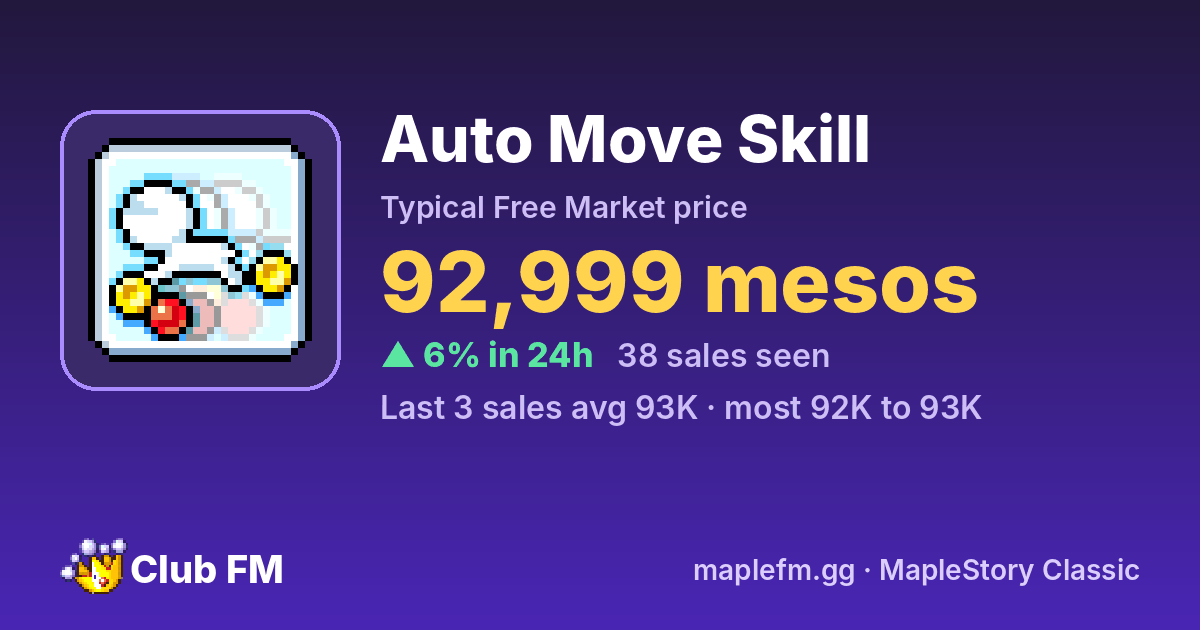 Auto Move Skill
Typical Free Market price
92,999 mesos
▲ 6% in 24h 38 sales seen
Last 3 sales avg 93K · most 92K to 93K
Club FM
maplefm.gg · MapleStory Classic